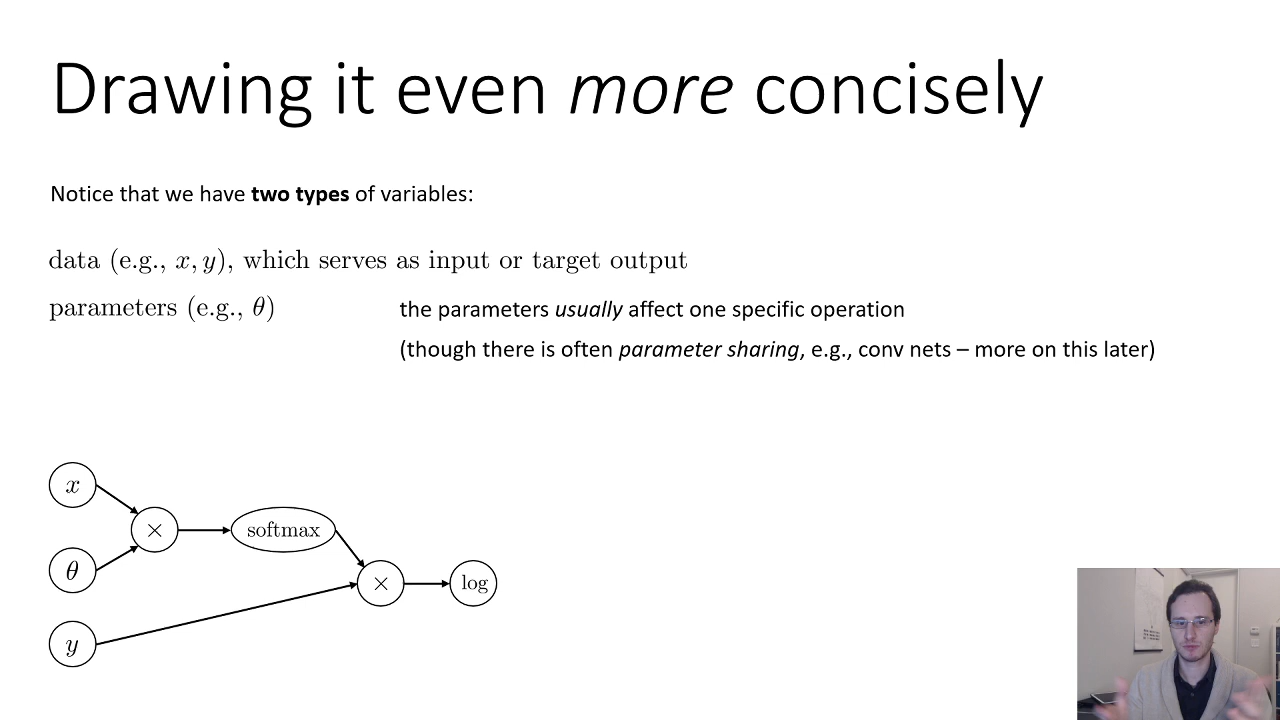 Drawing it even more concisely
Notice that we have two types of variables:
data (e.g., x, y), which serves as input or target output
parameters (e.g., θ)
the parameters usually affect one specific operation
(though there is often parameter sharing, e.g., conv nets – more on this later)
x
×
softmax
θ
×
log
y